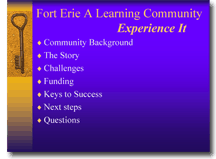 Fort Erie A Learning Community
Experience It
Community Background
The Story
Challenges
Funding
Keys to Success
Next steps
Questions